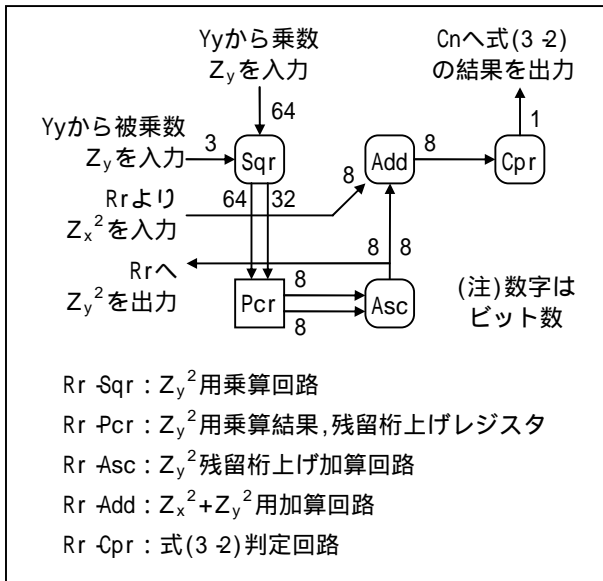 Yyから乗数
Zyを入力
64
Cnへ式(3-2)
の結果を出力
1
Yyから被乗数
Zyを入力
3
Sqr
Add
8
Cpr
8
Rrより
Zx²を入力
64
32
Rrへ
Zy²を出力
8
8
Pcr
8
8
Asc
(注)数字は
ビット数
Rr-Sqr：Zy²用乗算回路
Rr-Pcr：Zy²用乗算結果,残留桁上げレジスタ
Rr-Asc：Zy²残留桁上げ加算回路
Rr-Add：Zx²+Zy²用加算回路
Rr-Cpr：式(3-2)判定回路